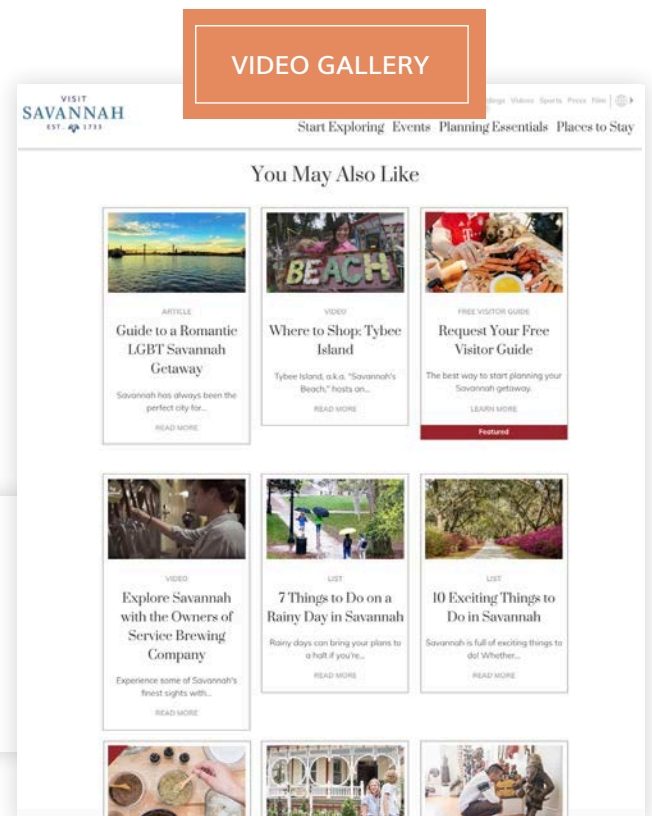 VIDEO GALLERY
VISIT
SAVANNAH
EST. 1733
Videos Sports Press Film
Start Exploring Events Planning Essentials Places to Stay
You May Also Like
BEACH
ARTICLE
Guide to a Romantic
LGBT Savannah
Getaway
Savannah has always been the
perfect city for...
READ MORE
VIDEO
Where to Shop: Tybee
Island
Tybee Island, a.k.a. "Savannah's
Beach," hosts an...
READ MORE
FREE VISITOR GUIDE
Request Your Free
Visitor Guide
The best way to start planning your
Savannah getaway.
LEARN MORE
Featured
VIDEO
Explore Savannah
with the Owners of
Service Brewing
Company
Experience some of Savannah's
finest sights with...
READ MORE
LIST
7 Things to Do on a
Rainy Day in Savannah
Rainy days can bring your plans to
a halt if you're...
READ MORE
LIST
10 Exciting Things to
Do in Savannah
Savannah is full of exciting things to
do! Whether...
READ MORE